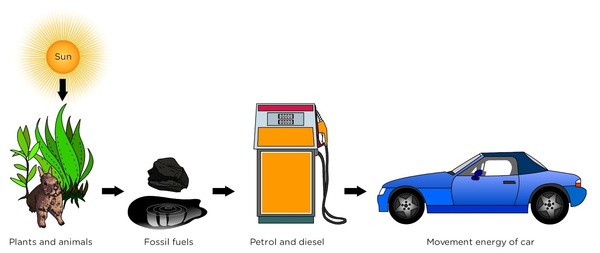 Sun
Plants and animals
Fossil fuels
Petrol and diesel
Movement energy of car